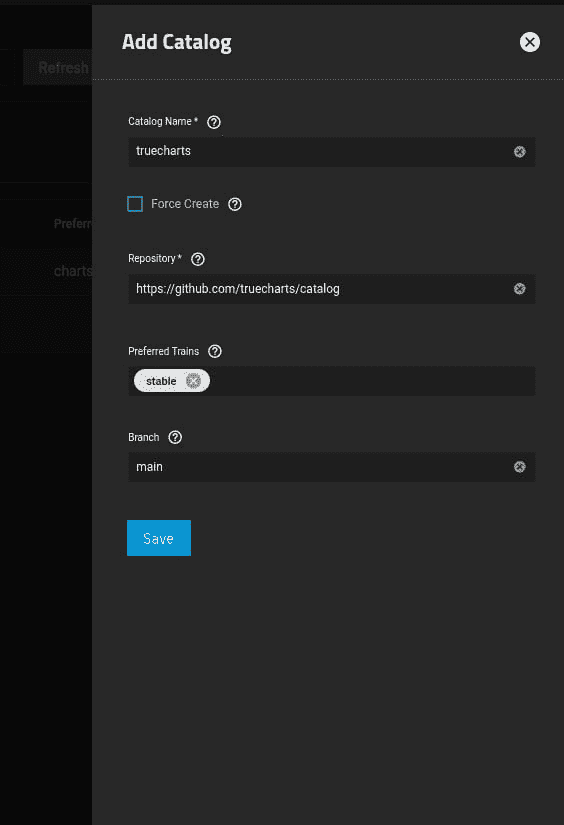 Add Catalog
Refresh
Catalog Name *
truecharts
Force Create
Preferr
Repository *
charts
https://github.com/truecharts/catalog
Preferred Trains
stable
Branch
main
Save